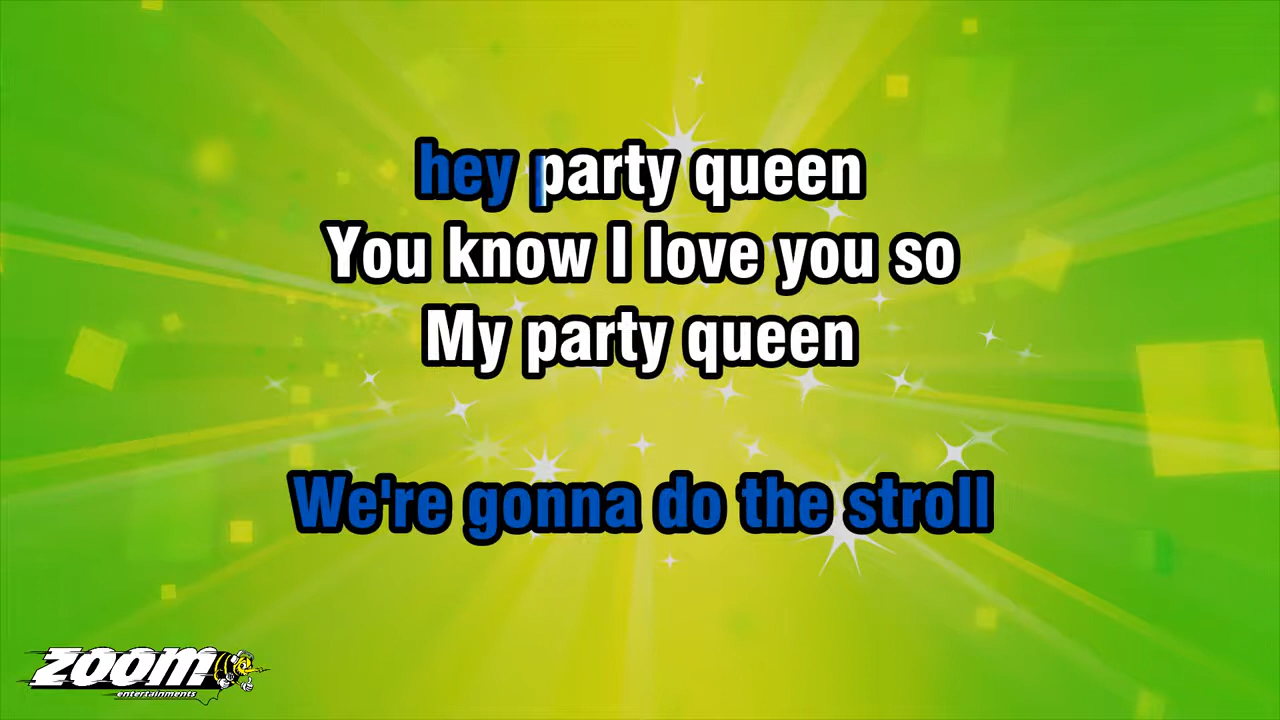 hey party queen
You know I love you so
My party queen
We're gonna do the stroll
zoom
entertainments